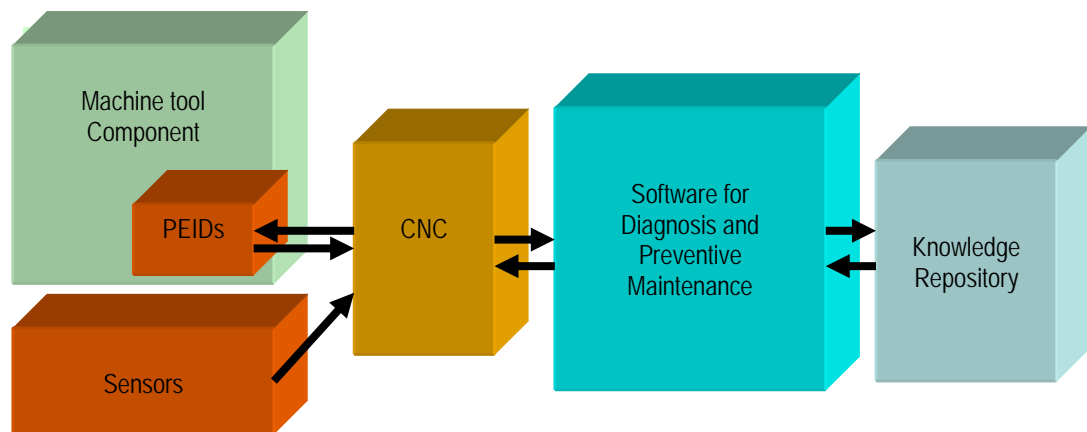 Machine tool
Component
PEIDs
Sensors
CNC
Software for
Diagnosis and
Preventive
Maintenance
Knowledge
Repository